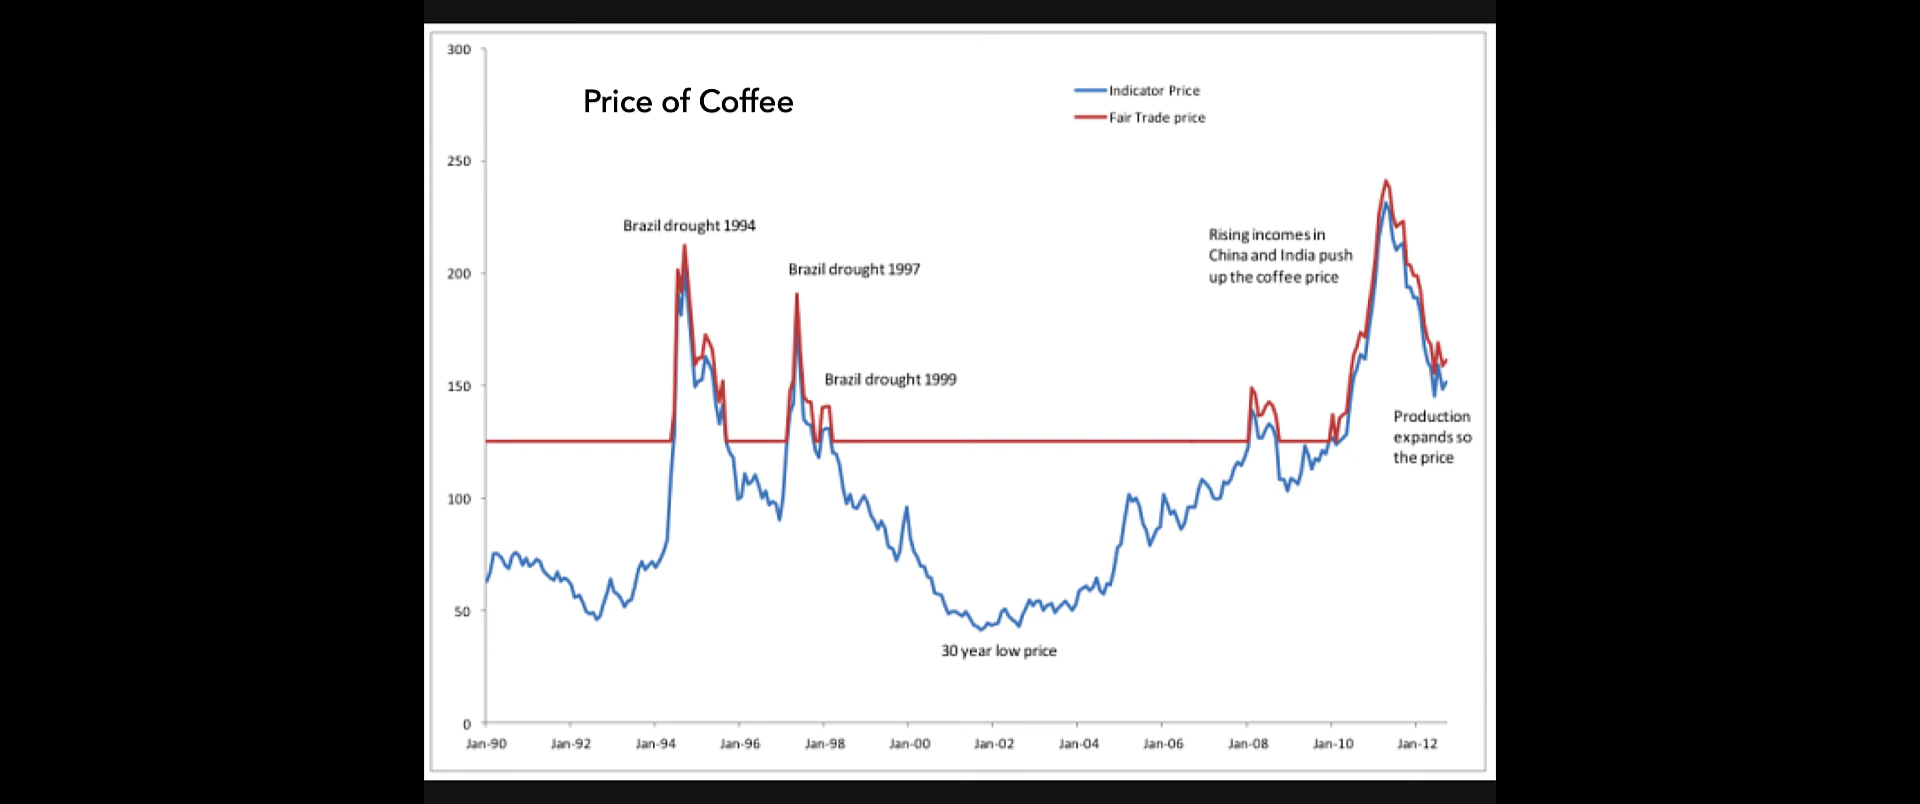 300
Price of Coffee
Indicator Price
Fair Trade price
250
Brazil drought 1994
Rising incomes in
China and India push
up the coffee price
200
Brazil drought 1997
150
Brazil drought 1999
Production
expands so
the price
100
50
30 year low price
0
Jan-90 Jan-92 Jan-94 Jan-96 Jan-98 Jan-00 Jan-02 Jan-04 Jan-06 Jan-08 Jan-10 Jan-12